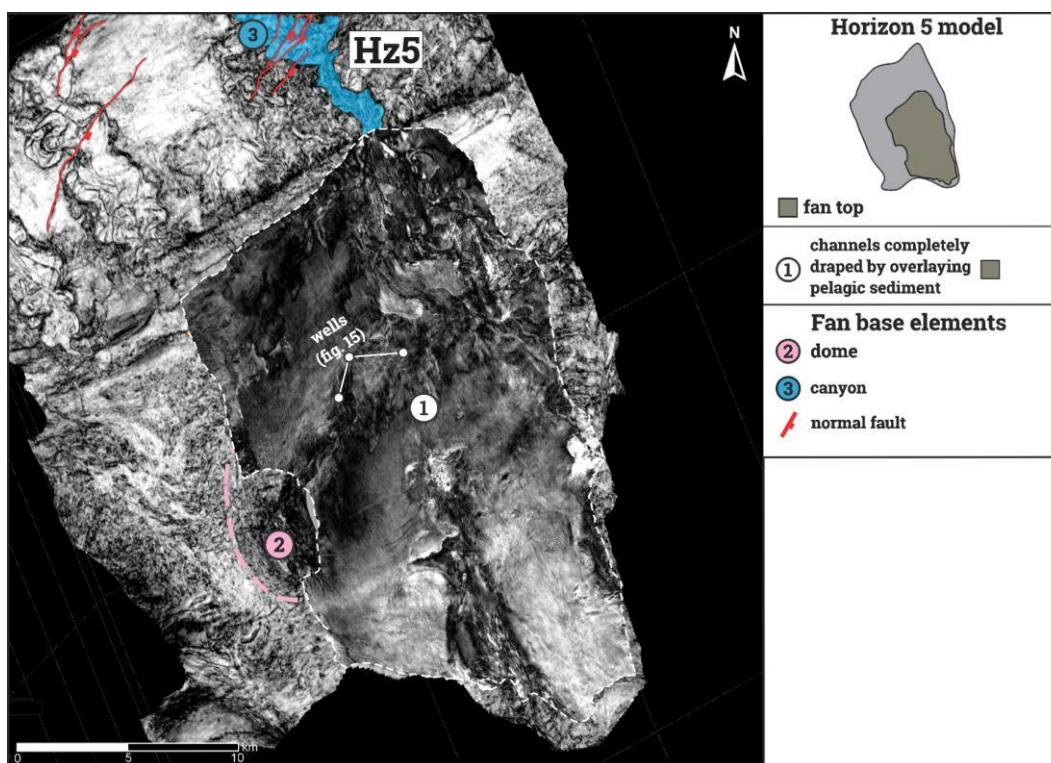 3
Hz5
N
wells
(fig. 15)
1
2
0
5
10
km
Horizon 5 model
fan top
1
channels completely
draped by overlaying
pelagic sediment
Fan base elements
2
dome
3
canyon
normal fault